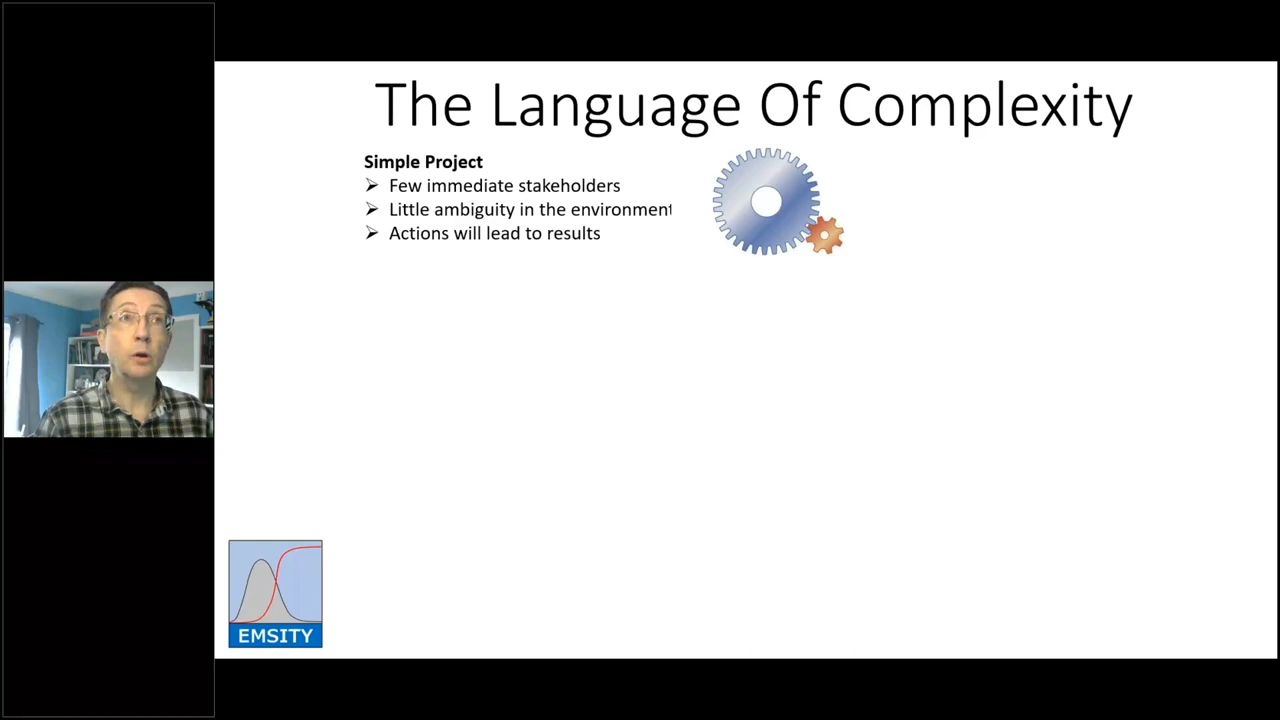 The Language Of Complexity
Simple Project
Few immediate stakeholders
Little ambiguity in the environment
Actions will lead to results
EMSITY